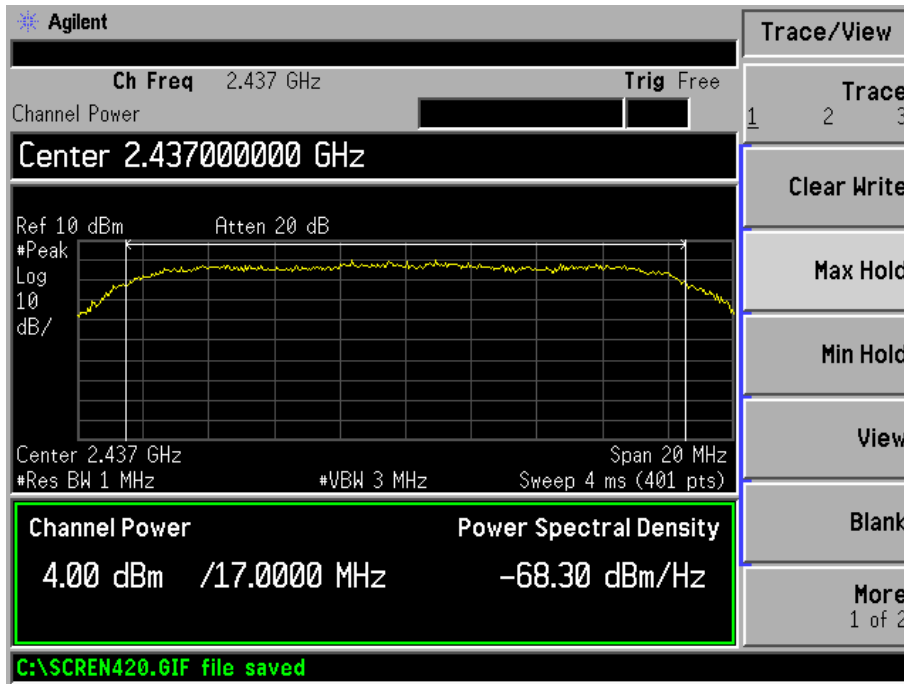 Agilent
Ch Freq 2.437 GHz Trig Free
Channel Power
Center 2.437000000 GHz
Ref 10 dBm Atten 20 dB
#Peak
Log
10
dB/
Center 2.437 GHz Span 20 MHz
#Res BW 1 MHz #VBW 3 MHz Sweep 4 ms (401 pts)
Channel Power Power Spectral Density
4.00 dBm /17.0000 MHz -68.30 dBm/Hz
C:\SCREN420.GIF file saved
Trace/View
Trace
1 2 3
Clear Write
Max Hold
Min Hold
View
Blank
More
1 of 2